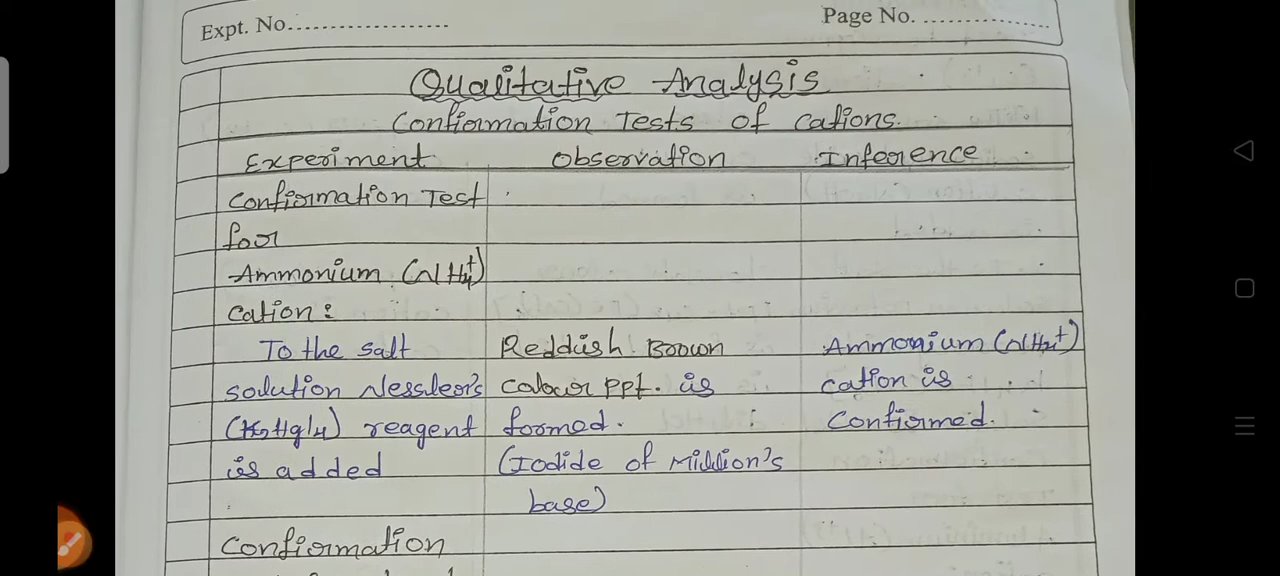 Expt. No...................
Page No. .................
Qualitative Analysis
Confirmation Tests of Cations.
Experiment Observation Inference
Confirmation Test
for
Ammonium (NH4+)
Cation:
To the salt Reddish Brown Ammonium (NH4+)
solution Nessler's colour ppt. is cation is
(K2HgI4) reagent formed. Confirmed.
is added (Iodide of Million's
base)
Confirmation